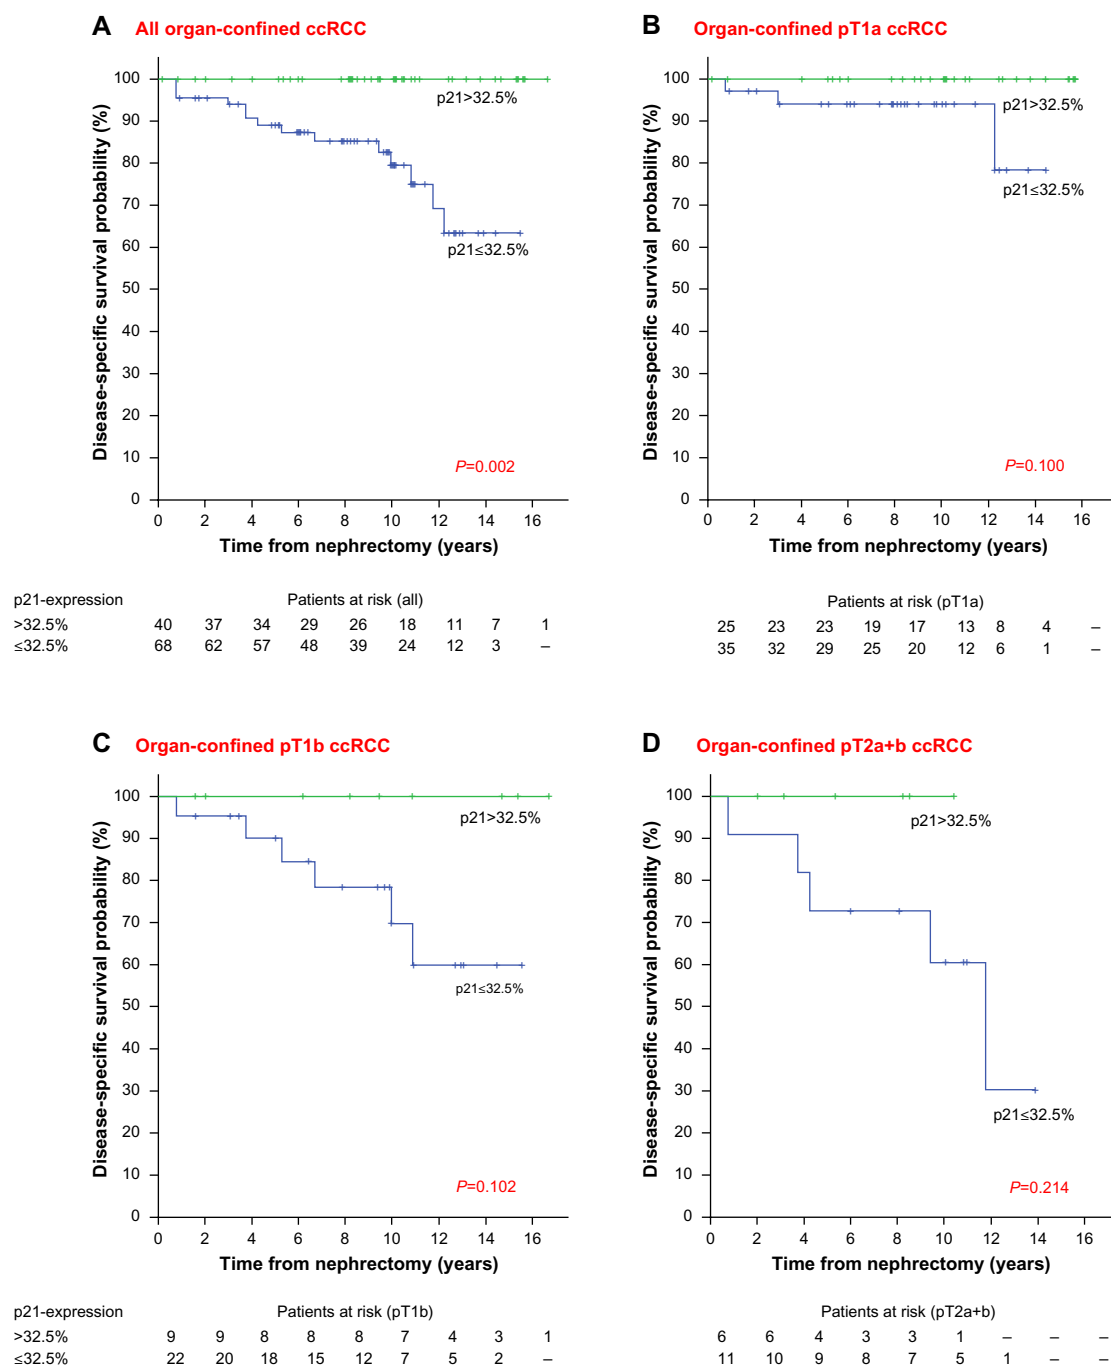 A All organ-confined ccRCC
Disease-specific survival probability (%)
100
90
80
70
60
50
40
30
20
10
0
p21>32.5%
p21≤32.5%
P=0.002
0 2 4 6 8 10 12 14 16
Time from nephrectomy (years)
p21-expression Patients at risk (all)
>32.5% 40 37 34 29 26 18 11 7 1
≤32.5% 68 62 57 48 39 24 12 3 –
B Organ-confined pT1a ccRCC
Disease-specific survival probability (%)
100
90
80
70
60
50
40
30
20
10
0
p21>32.5%
p21≤32.5%
P=0.100
0 2 4 6 8 10 12 14 16
Time from nephrectomy (years)
Patients at risk (pT1a)
25 23 23 19 17 13 8 4 –
35 32 29 25 20 12 6 1 –
C Organ-confined pT1b ccRCC
Disease-specific survival probability (%)
100
90
80
70
60
50
40
30
20
10
0
p21>32.5%
p21≤32.5%
P=0.102
0 2 4 6 8 10 12 14 16
Time from nephrectomy (years)
p21-expression Patients at risk (pT1b)
>32.5% 9 9 8 8 8 7 4 3 1
≤32.5% 22 20 18 15 12 7 5 2 –
D Organ-confined pT2a+b ccRCC
Disease-specific survival probability (%)
100
90
80
70
60
50
40
30
20
10
0
p21>32.5%
p21≤32.5%
P=0.214
0 2 4 6 8 10 12 14 16
Time from nephrectomy (years)
Patients at risk (pT2a+b)
6 6 4 3 3 1 – – –
11 10 9 8 7 5 1 – –